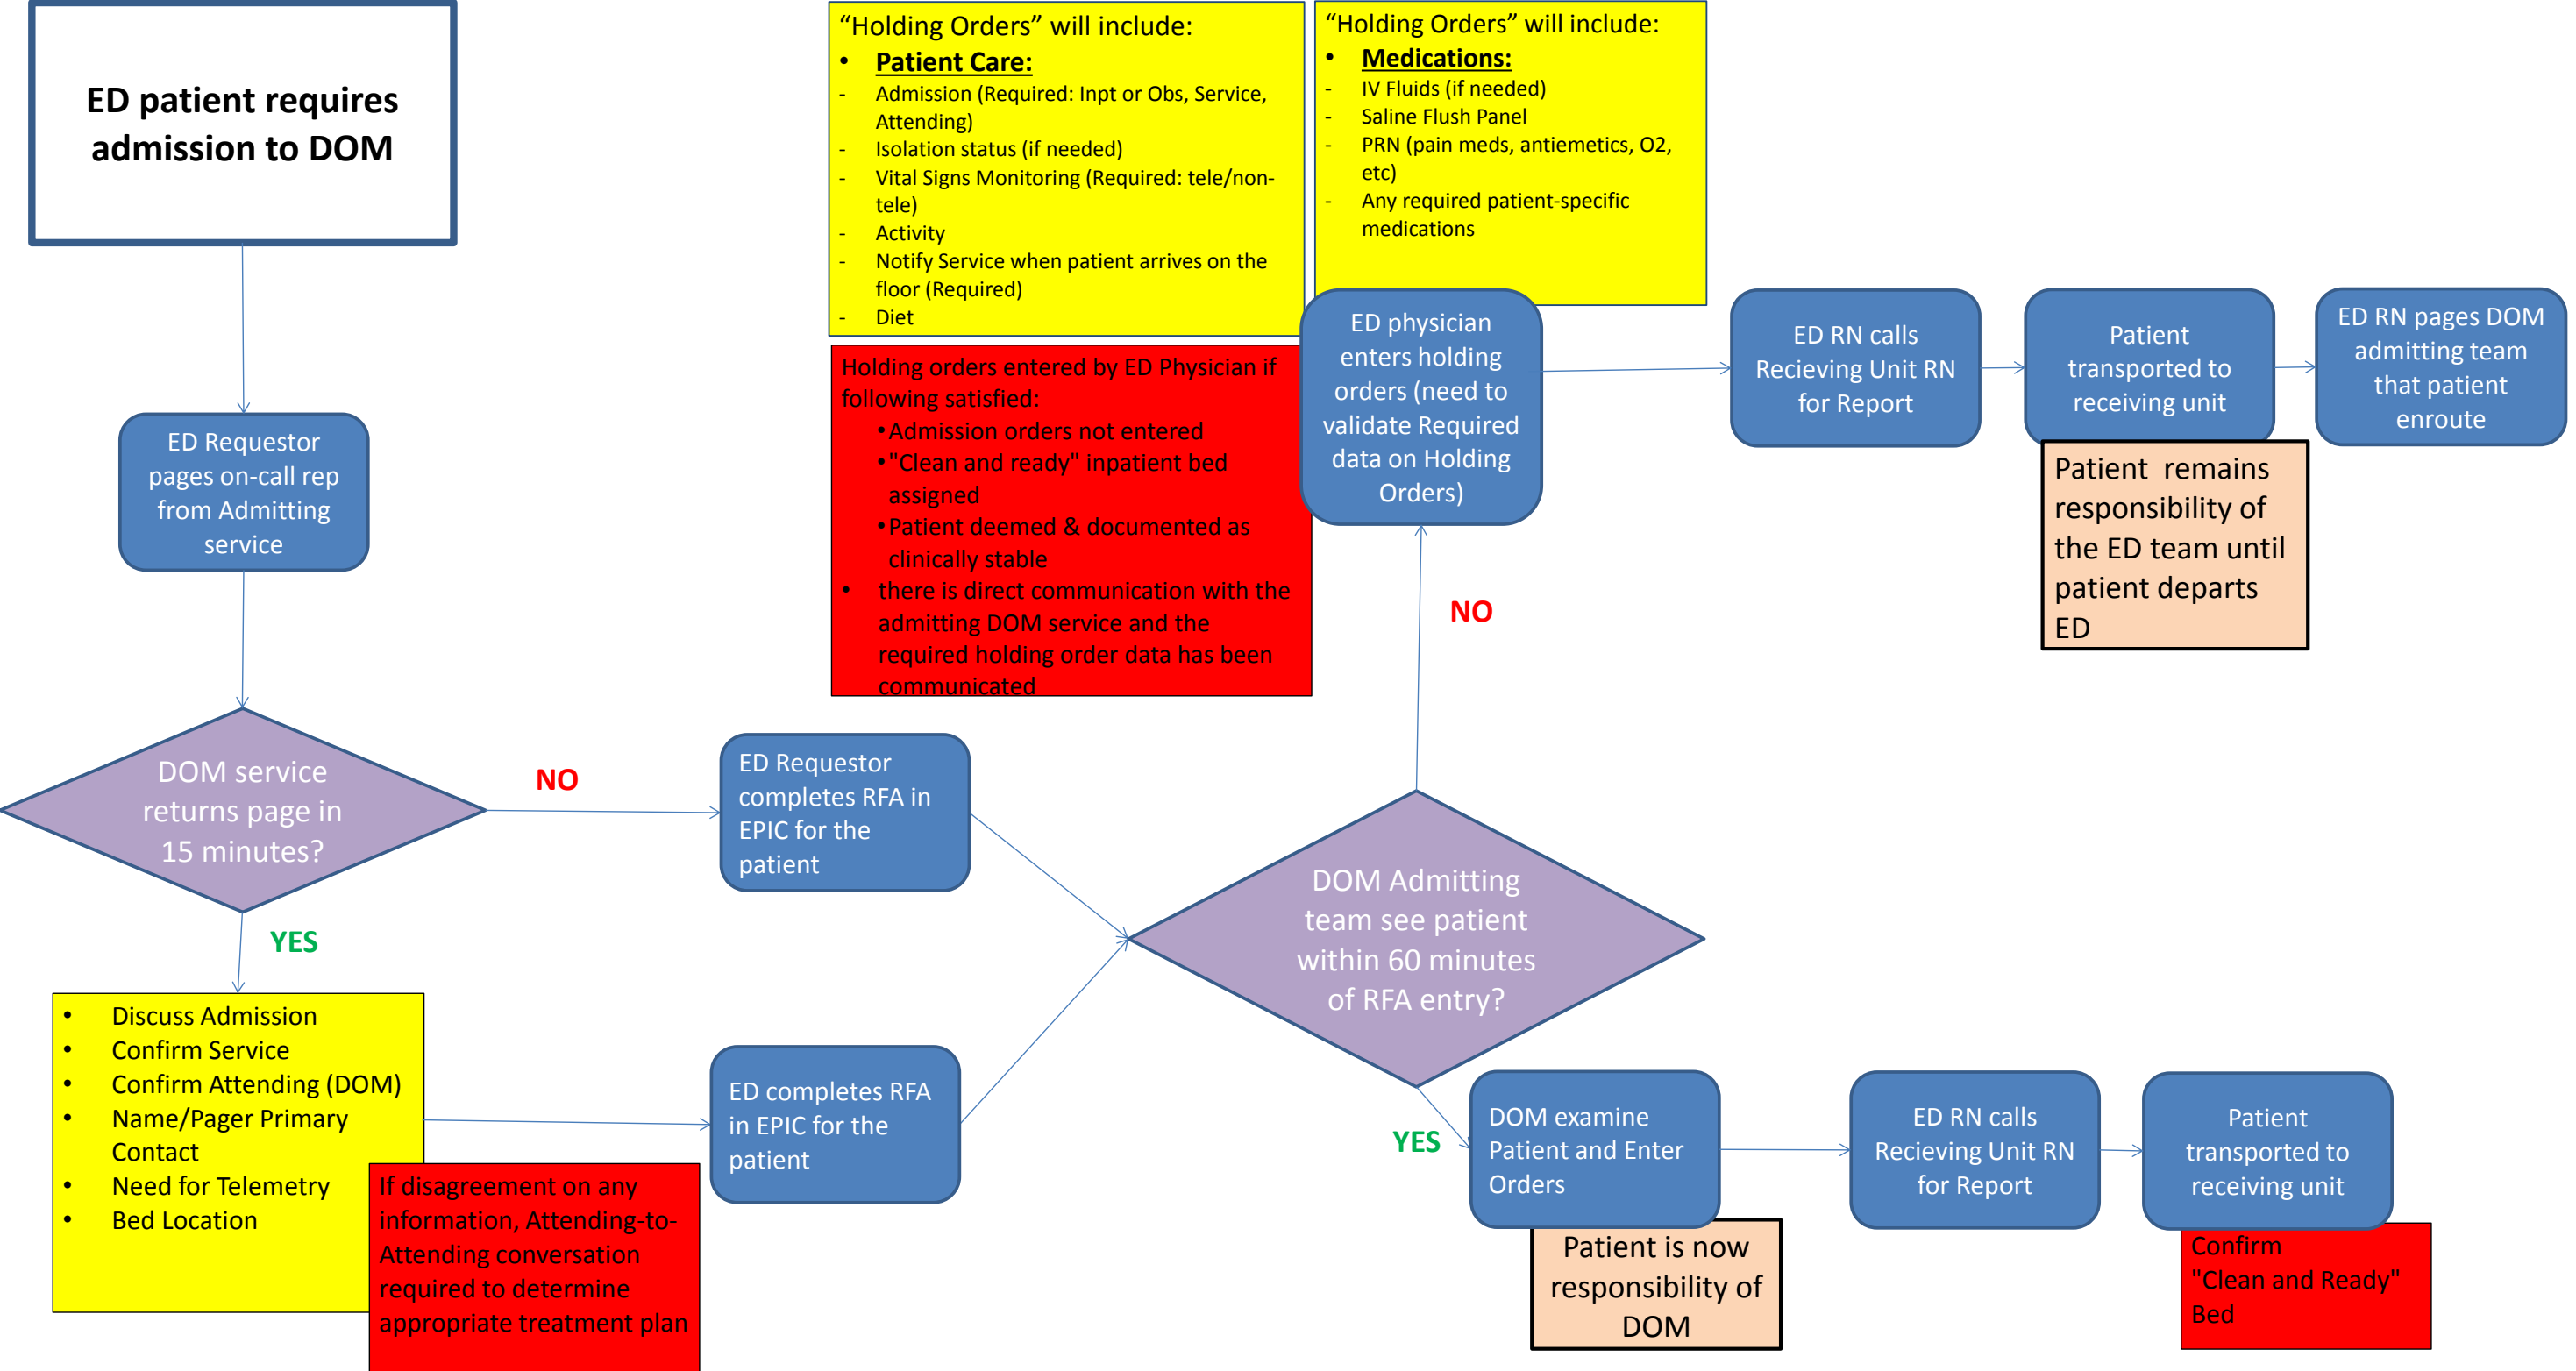 ED patient requires
admission to DOM
ED Requestor
pages on-call rep
from Admitting
service
DOM service
returns page in
15 minutes?
NO
YES
• Discuss Admission
• Confirm Service
• Confirm Attending (DOM)
• Name/Pager Primary
Contact
• Need for Telemetry
• Bed Location
If disagreement on any
information, Attending-to-
Attending conversation
required to determine
appropriate treatment plan
ED Requestor
completes RFA in
EPIC for the
patient
ED completes RFA
in EPIC for the
patient
“Holding Orders” will include:
• Patient Care:
- Admission (Required: Inpt or Obs, Service,
Attending)
- Isolation status (if needed)
- Vital Signs Monitoring (Required: tele/non-
tele)
- Activity
- Notify Service when patient arrives on the
floor (Required)
- Diet
“Holding Orders” will include:
• Medications:
- IV Fluids (if needed)
- Saline Flush Panel
- PRN (pain meds, antiemetics, O2,
etc)
- Any required patient-specific
medications
Holding orders entered by ED Physician if
following satisfied:
•Admission orders not entered
•"Clean and ready" inpatient bed
assigned
•Patient deemed & documented as
clinically stable
• there is direct communication with the
admitting DOM service and the
required holding order data has been
communicated
DOM Admitting
team see patient
within 60 minutes
of RFA entry?
NO
ED physician
enters holding
orders (need to
validate Required
data on Holding
Orders)
ED RN calls
Recieving Unit RN
for Report
Patient
transported to
receiving unit
Patient remains
responsibility of
the ED team until
patient departs
ED
ED RN pages DOM
admitting team
that patient
enroute
YES
DOM examine
Patient and Enter
Orders
Patient is now
responsibility of
DOM
ED RN calls
Recieving Unit RN
for Report
Patient
transported to
receiving unit
Confirm
"Clean and Ready"
Bed